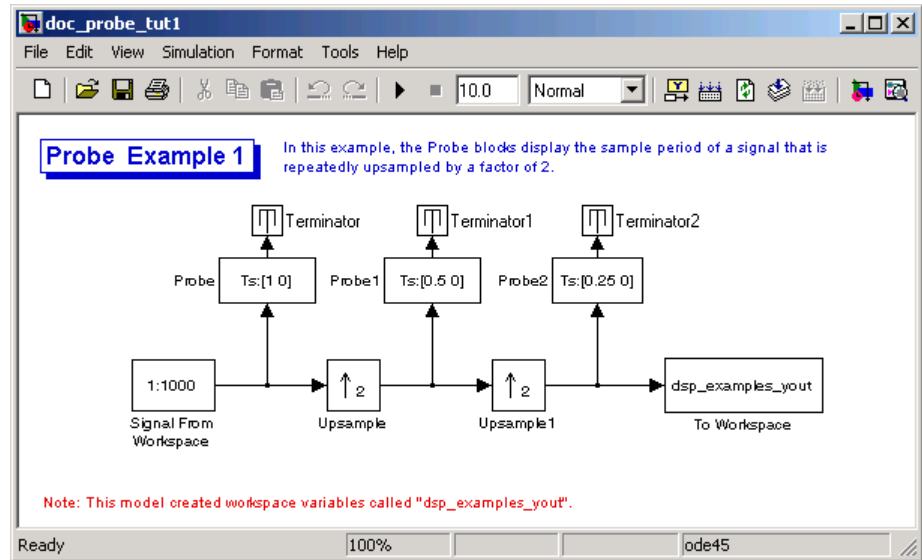 doc_probe_tut1
File Edit View Simulation Format Tools Help
10.0 Normal
Probe Example 1
In this example, the Probe blocks display the sample period of a signal that is
repeatedly upsampled by a factor of 2.
Terminator Terminator1 Terminator2
Probe Ts:[1 0] Probe1 Ts:[0.5 0] Probe2 Ts:[0.25 0]
1:1000 ↑2 ↑2 dsp_examples_yout
Signal From
Workspace
Upsample Upsample1 To Workspace
Note: This model created workspace variables called "dsp_examples_yout".
Ready 100% ode45